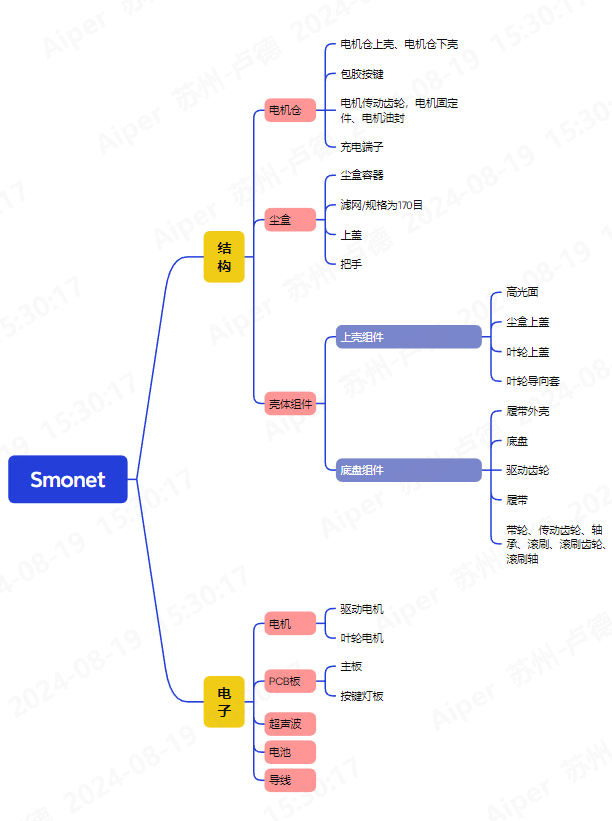 Smonet
结
构
电机仓
电机仓上壳、电机仓下壳
包胶按键
电机传动齿轮，电机固定
件、电机油封
充电端子
尘盒
尘盒容器
滤网/规格为170目
上盖
把手
壳体组件
上壳组件
高光面
尘盒上盖
叶轮上盖
叶轮导向套
底盘组件
履带外壳
底盘
驱动齿轮
履带
带轮、传动齿轮、轴
承、滚刷、滚刷齿轮、
滚刷轴
电
子
电机
驱动电机
叶轮电机
PCB板
主板
按键灯板
超声波
电池
导线
Aiper 苏州-卢德 2024-08-19 15:30:17